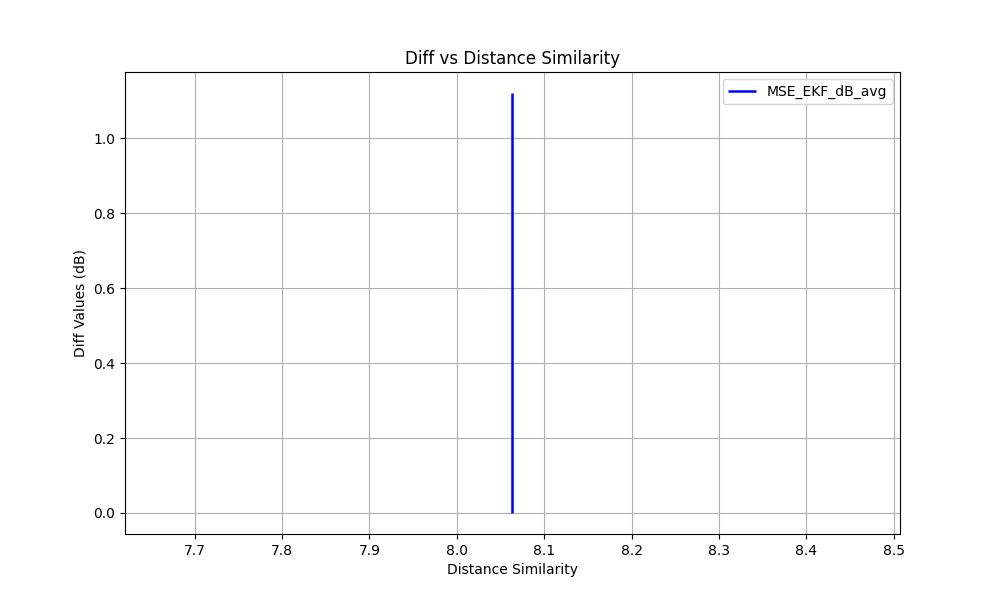 Diff vs Distance Similarity
MSE_EKF_dB_avg
Diff Values (dB)
1.0
0.8
0.6
0.4
0.2
0.0
7.7 7.8 7.9 8.0 8.1 8.2 8.3 8.4 8.5
Distance Similarity